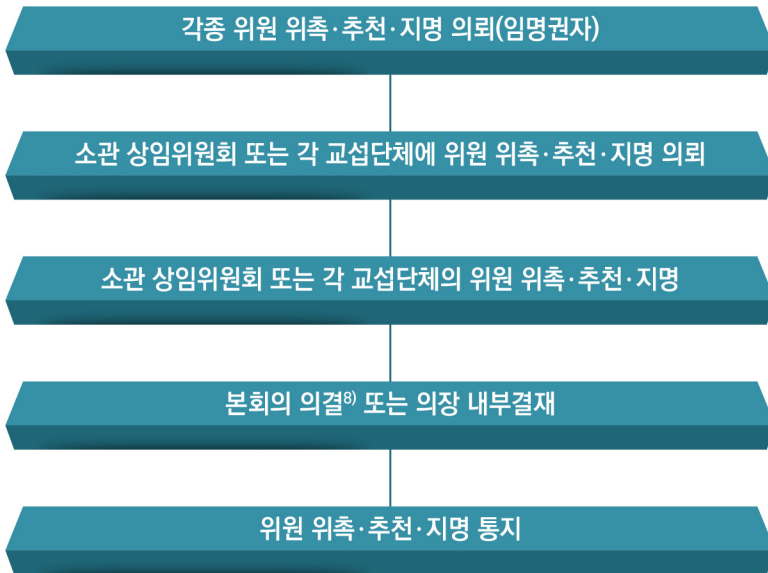 각종 위원 위촉·추천·지명 의뢰(임명권자)
소관 상임위원회 또는 각 교섭단체에 위원 위촉·추천·지명 의뢰
소관 상임위원회 또는 각 교섭단체의 위원 위촉·추천·지명
본회의 의결8) 또는 의장 내부결재
위원 위촉·추천·지명 통지